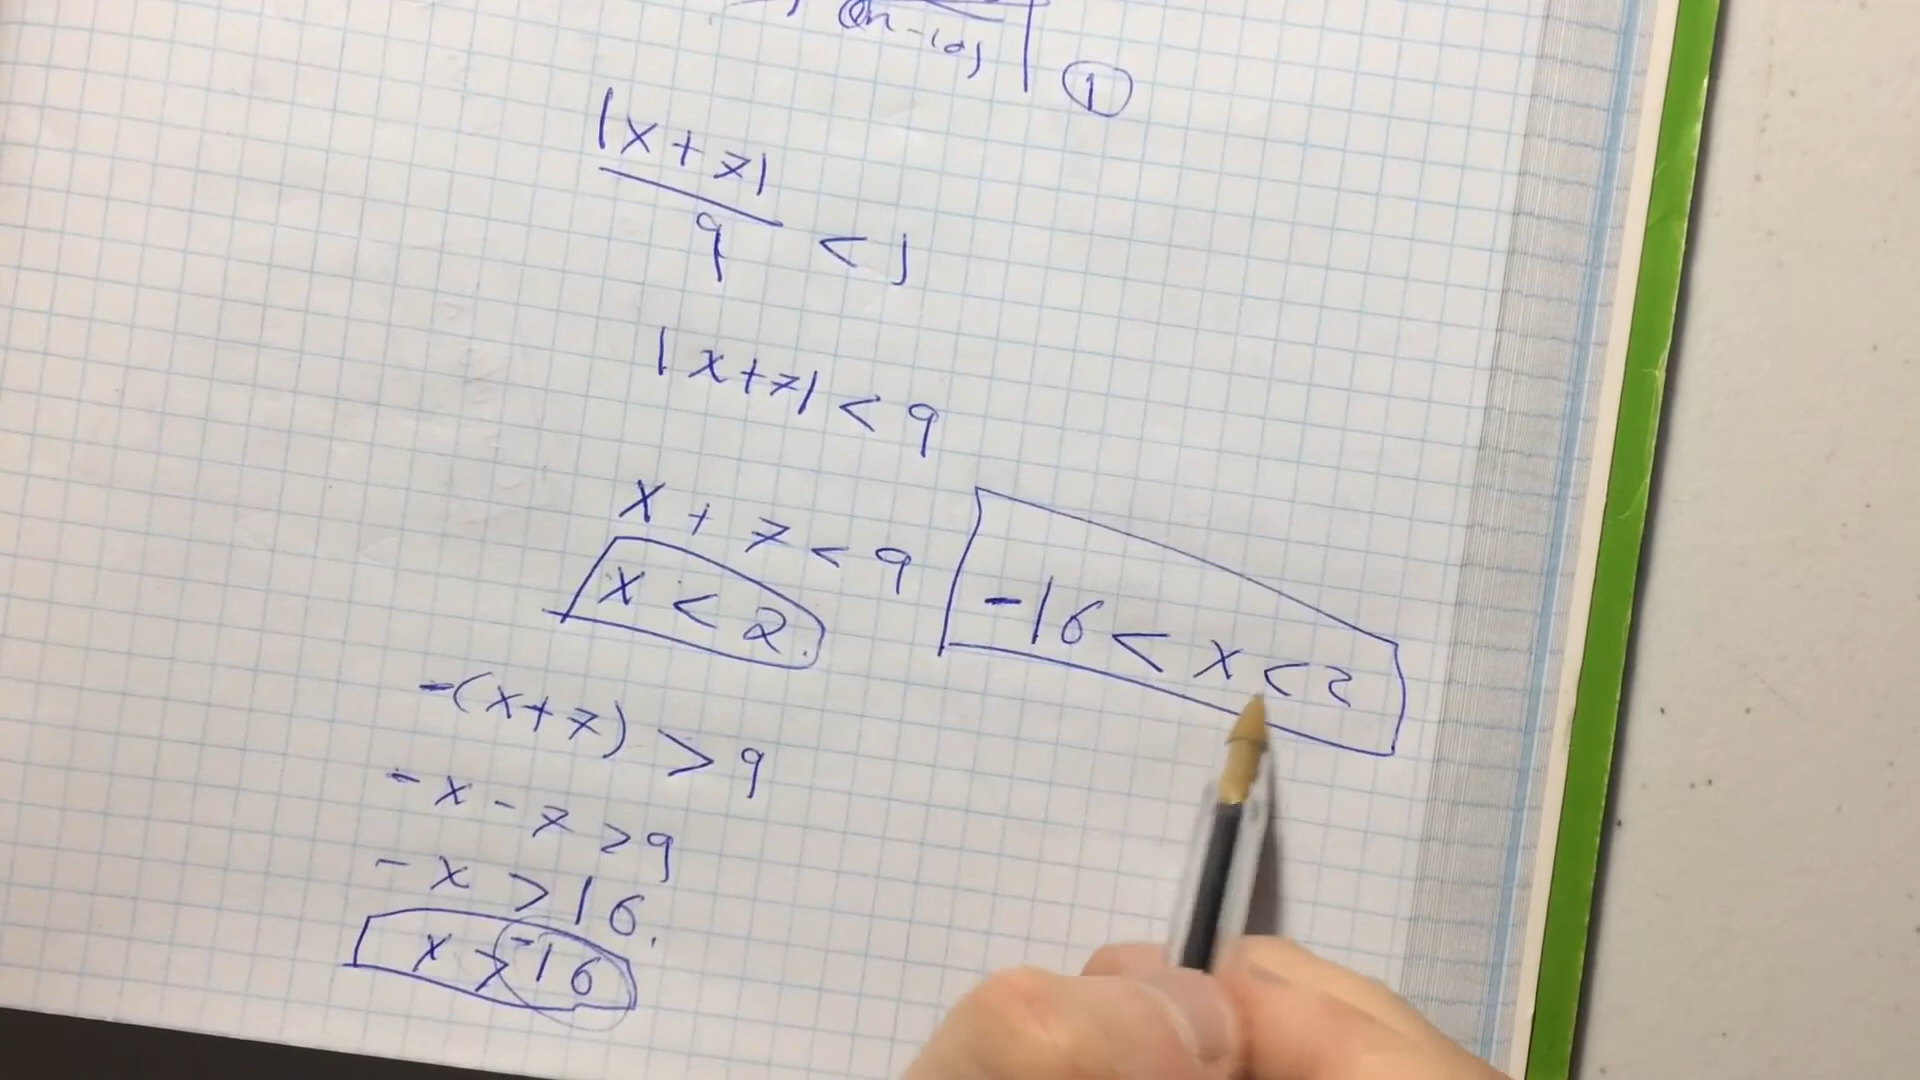 ①
|x+7|
9 < 1
|x+7| < 9
x + 7 < 9
x < 2
-16 < x < 2
-(x+7) > 9
-x-7 > 9
-x > 16.
x > -16